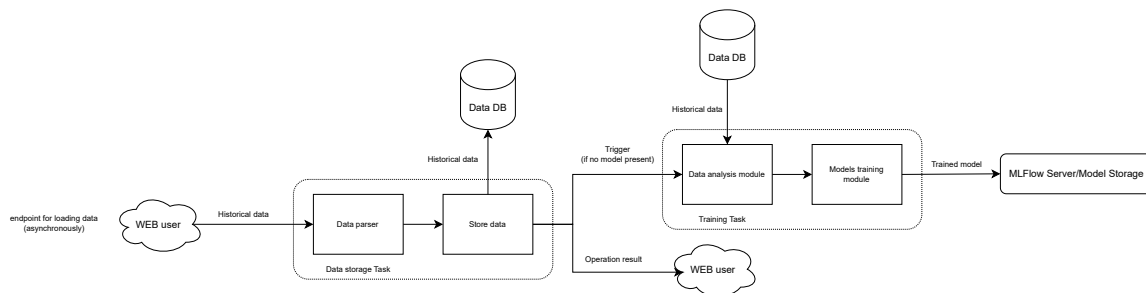 endpoint for loading data
(asynchronously)
WEB user
Historical data
Data parser
Store data
Data storage Task
Historical data
Data DB
Trigger
(if no model present)
Operation result
WEB user
Data DB
Historical data
Data analysis module
Models training
module
Training Task
Trained model
MLFlow Server/Model Storage